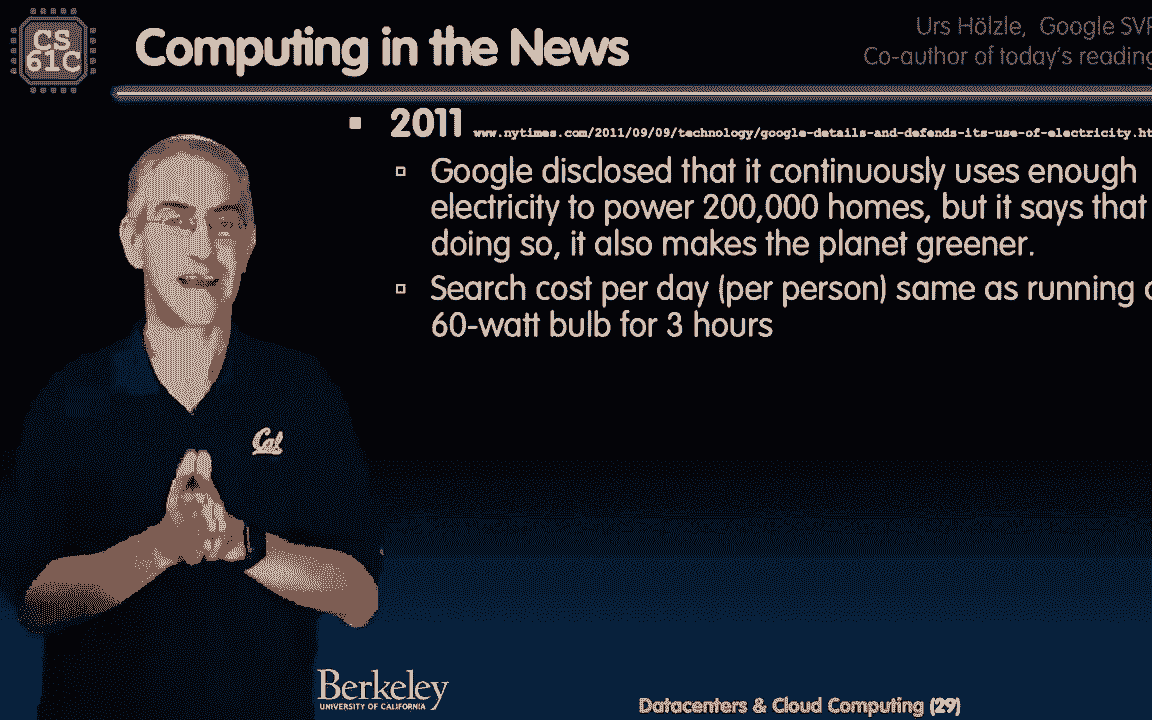 CS
61C
Computing in the News
Urs Hölzle, Google SVP
Co-author of today's reading
▪ 2011 www.nytimes.com/2011/09/09/technology/google-details-and-defends-its-use-of-electricity.ht
▫ Google disclosed that it continuously uses enough
electricity to power 200,000 homes, but it says that
doing so, it also makes the planet greener.
▫ Search cost per day (per person) same as running
60-watt bulb for 3 hours
Cal
Berkeley
UNIVERSITY OF CALIFORNIA
Datacenters & Cloud Computing (29)